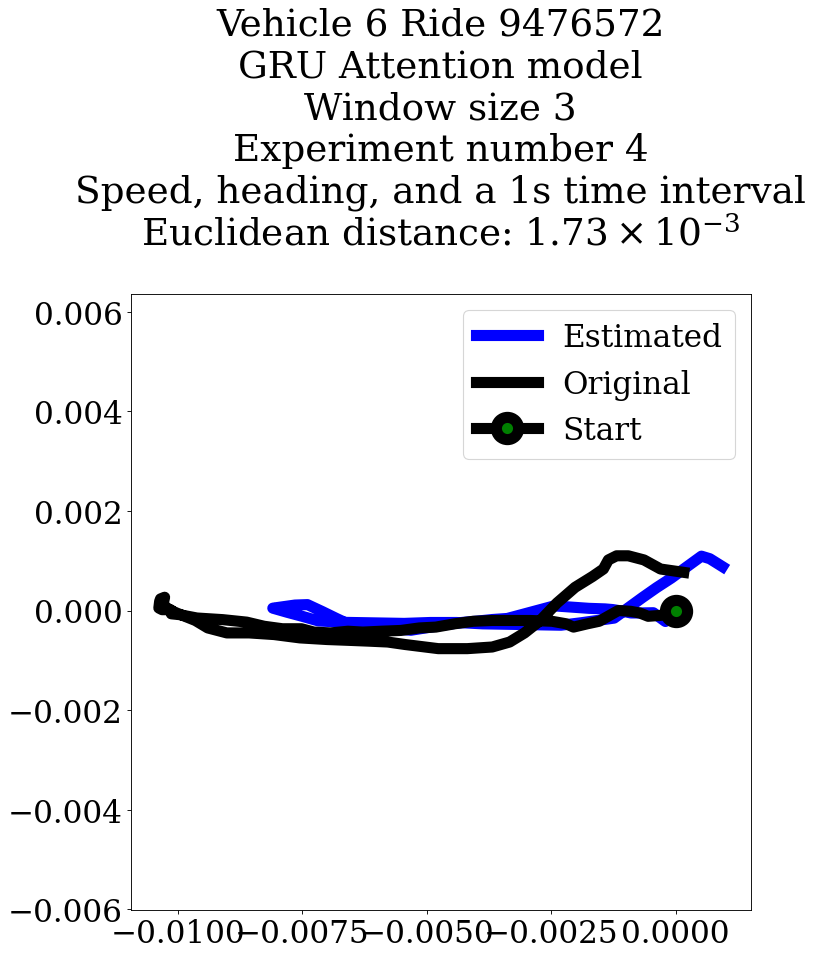 Vehicle 6 Ride 9476572
GRU Attention model
Window size 3
Experiment number 4
Speed, heading, and a 1s time interval
Euclidean distance: 1.73 × 10⁻³
Estimated
Original
Start
0.006
0.004
0.002
0.000
−0.002
−0.004
−0.006
−0.0100 −0.0075 −0.0050 −0.0025 0.0000